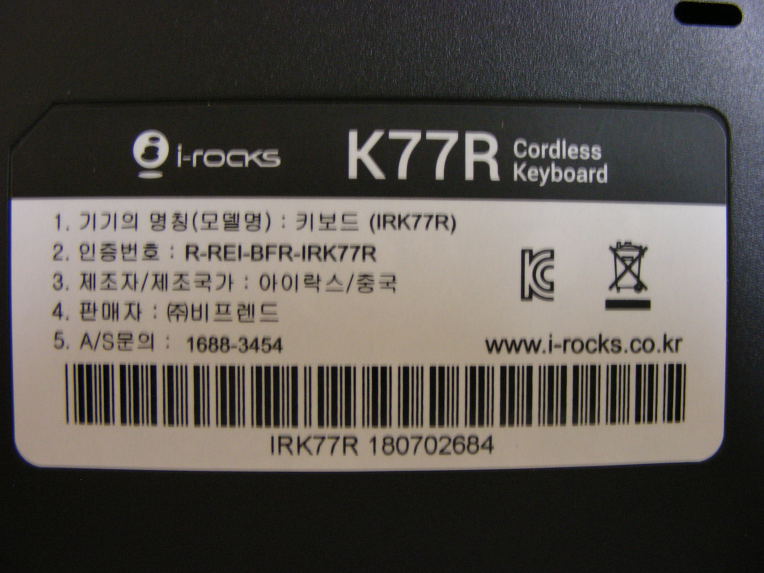 i-rocks K77R Cordless Keyboard
1. 기기의 명칭(모델명) : 키보드 (IRK77R)
2. 인증번호 : R-REI-BFR-IRK77R
3. 제조자/제조국가 : 아이락스/중국
4. 판매자 : ㈜비프렌드
5. A/S문의 : 1688-3454
www.i-rocks.co.kr
IRK77R 180702684